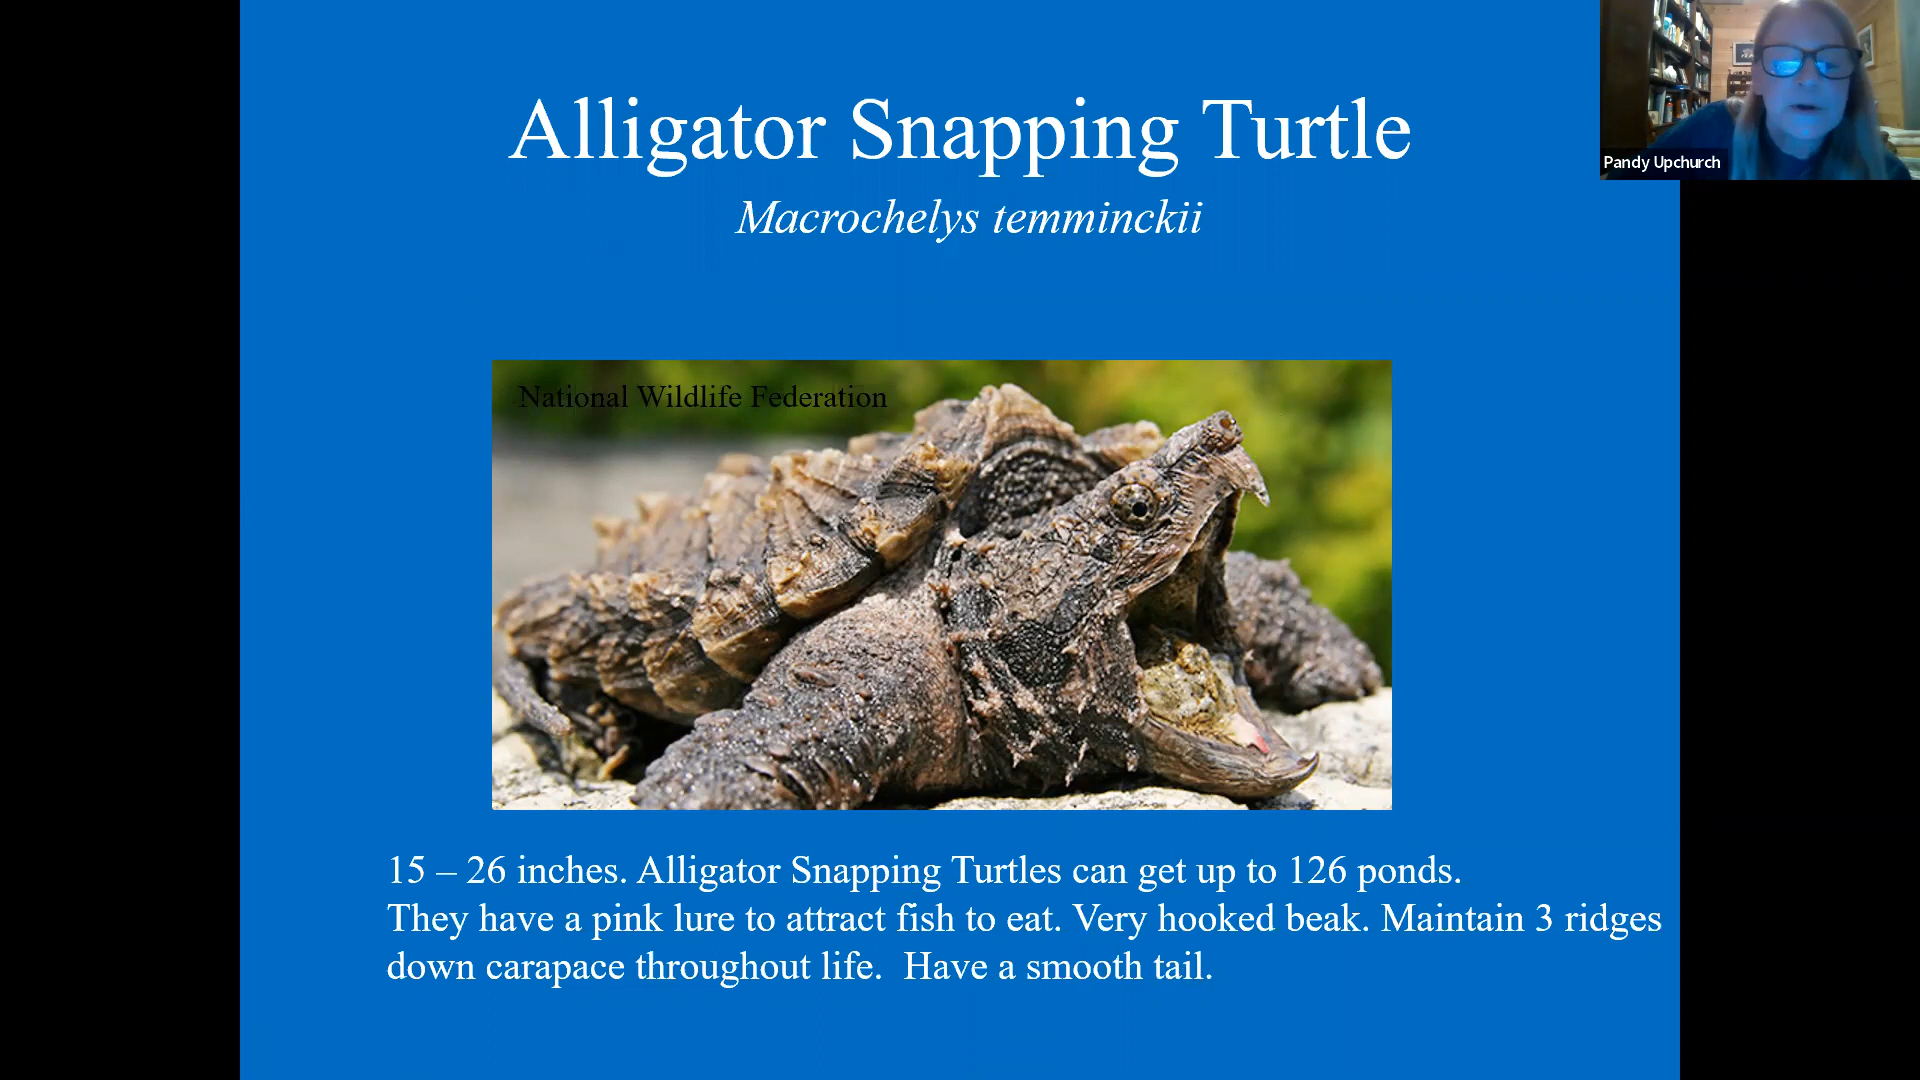 Alligator Snapping Turtle
Macrochelys temminckii
Pandy Upchurch
National Wildlife Federation
15 – 26 inches. Alligator Snapping Turtles can get up to 126 ponds.
They have a pink lure to attract fish to eat. Very hooked beak. Maintain 3 ridges
down carapace throughout life.  Have a smooth tail.